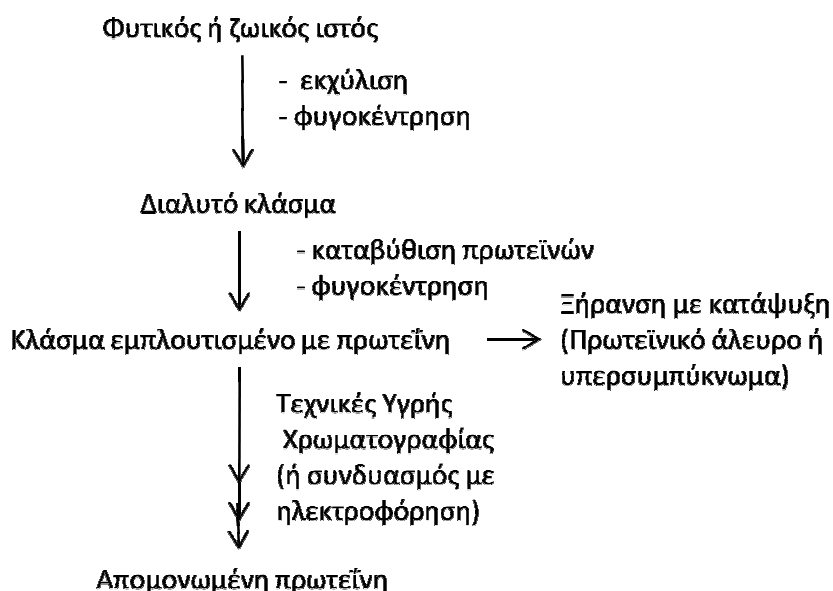 Φυτικός ή ζωικός ιστός
- εκχύλιση
- φυγοκέντρηση
Διαλυτό κλάσμα
- καταβύθιση πρωτεϊνών
- φυγοκέντρηση
Κλάσμα εμπλουτισμένο με πρωτεΐνη
Ξήρανση με κατάψυξη
(Πρωτεϊνικό άλευρο ή
υπερσυμπύκνωμα)
Τεχνικές Υγρής
Χρωματογραφίας
(ή συνδυασμός με
ηλεκτροφόρηση)
Απομονωμένη πρωτεΐνη